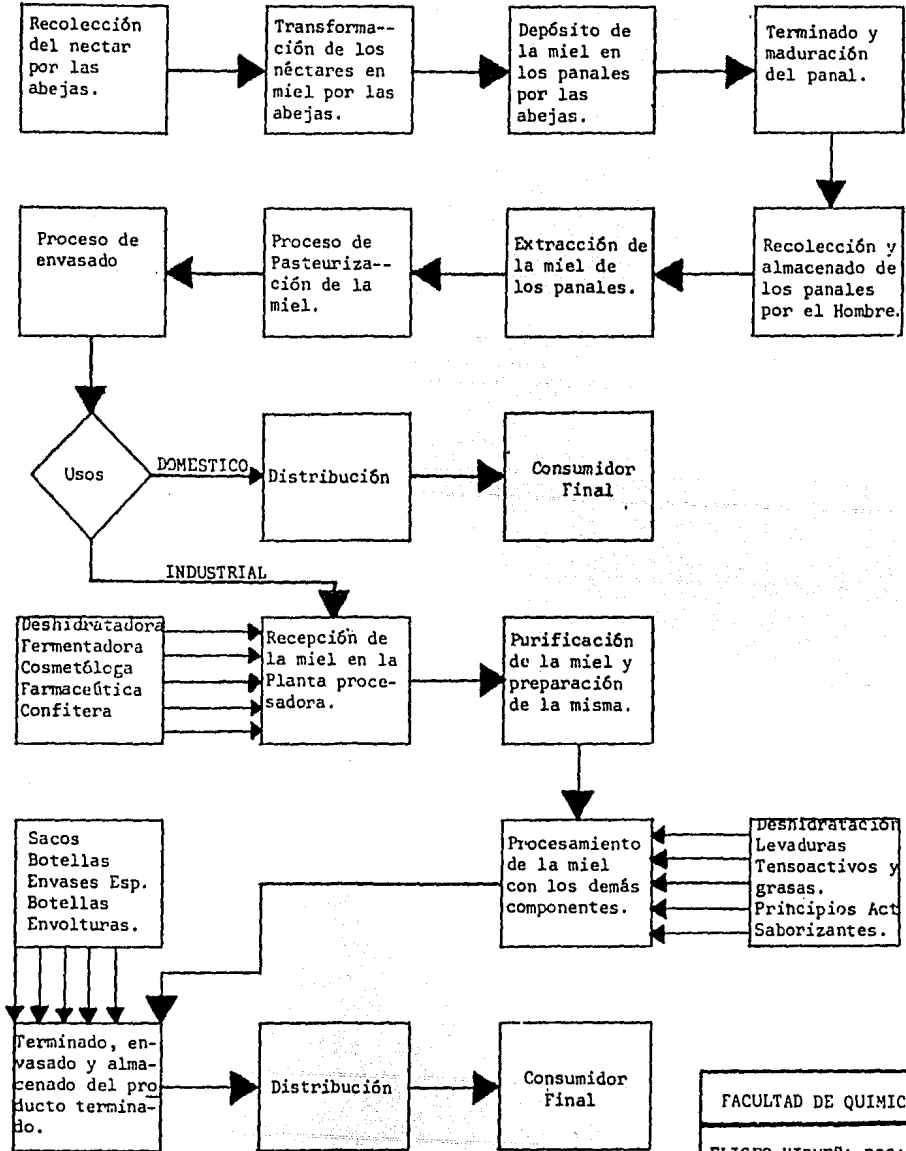 Recolección
del nectar
por las
abejas.
Transforma--
ción de los
néctares en
miel por las
abejas.
Depósito de
la miel en
los panales
por las
abejas.
Terminado y
maduración
del panal.
Recolección y
almacenado de
los panales
por el Hombre.
Extracción de
la miel de
los panales.
Proceso de
Pasteuriza--
ción de la
miel.
Proceso de
envasado
Usos
DOMESTICO
Distribución
Consumidor
Final
INDUSTRIAL
Deshidratadora
Fermentadora
Cosmetóloga
Farmaceútica
Confitera
Recepción de
la miel en la
Planta proce-
sadora.
Purificación
de la miel y
preparación
de la misma.
Procesamiento
de la miel
con los demás
componentes.
Deshidratación
Levaduras
Tensoactivos y
grasas.
Principios Act
Saborizantes.
Sacos
Botellas
Envases Esp.
Botellas
Envolturas.
Terminado, en-
vasado y alma-
cenado del pro
ducto termina-
do.
Distribución
Consumidor
Final
FACULTAD DE QUIMIC